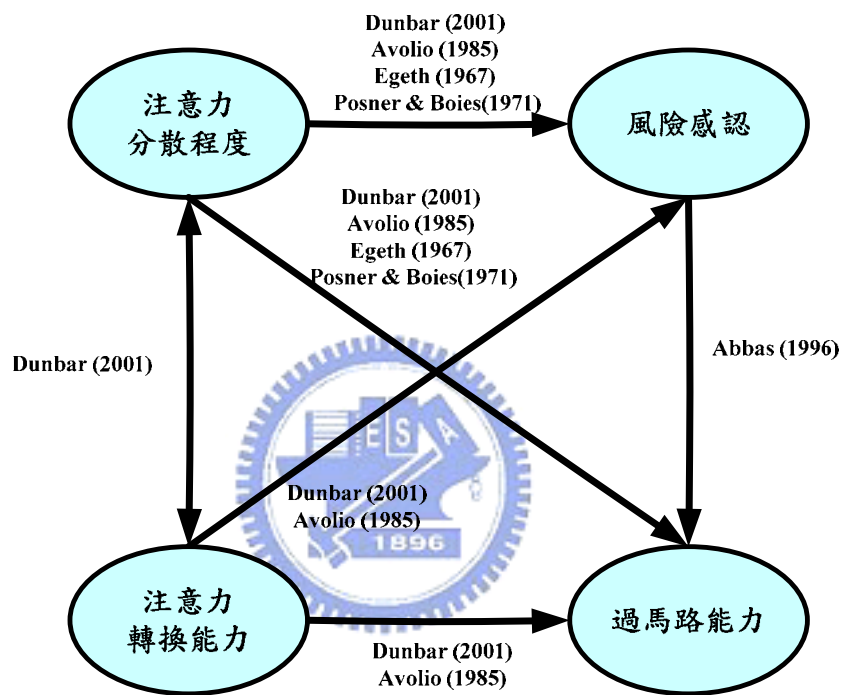 Dunbar (2001)
Avolio (1985)
Egeth (1967)
Posner & Boies(1971)
注意力
分散程度
風險感認
Dunbar (2001)
Avolio (1985)
Egeth (1967)
Posner & Boies(1971)
Dunbar (2001)
Abbas (1996)
E S A
Dunbar (2001)
Avolio (1985)
1896
注意力
轉換能力
過馬路能力
Dunbar (2001)
Avolio (1985)